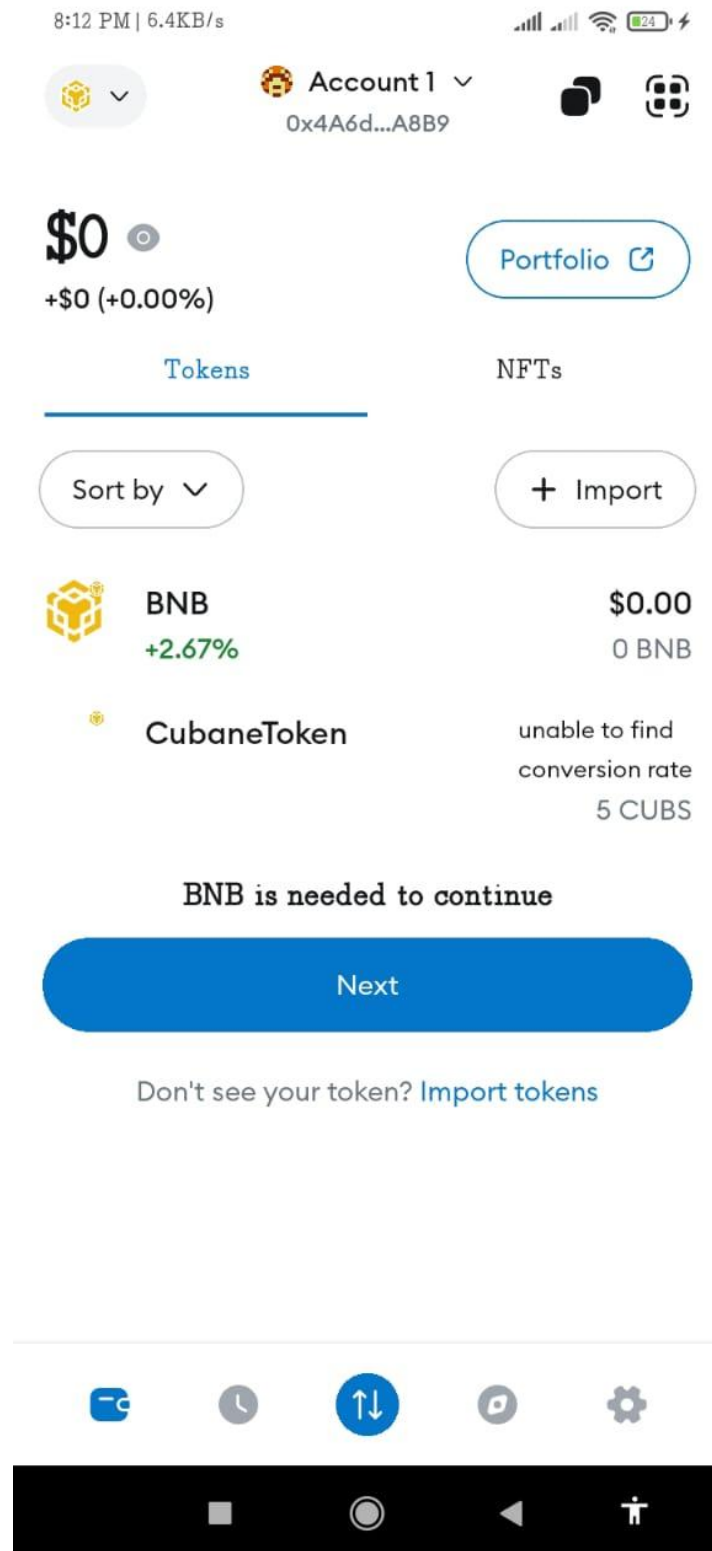 8:12 PM | 6.4KB/s
24
Account 1
0x4A6d...A8B9
$0
Portfolio
+$0 (+0.00%)
Tokens
NFTs
Sort by
+ Import
BNB
$0.00
+2.67%
0 BNB
CubaneToken
unable to find
conversion rate
5 CUBS
BNB is needed to continue
Next
Don't see your token? Import tokens